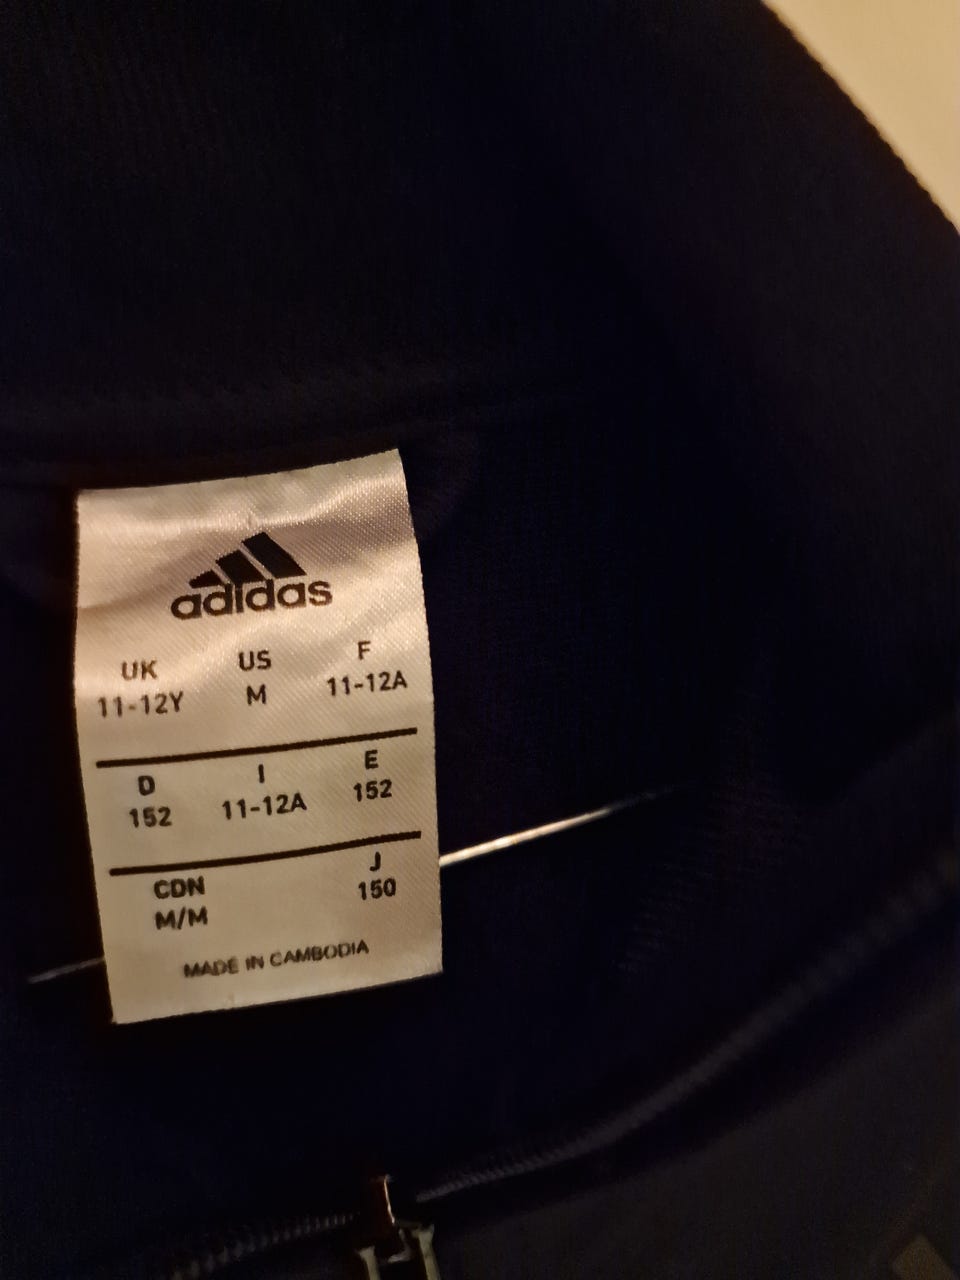 adidas
UK US F
11-12Y M 11-12A
D I E
152 11-12A 152
CDN J
M/M 150
MADE IN CAMBODIA